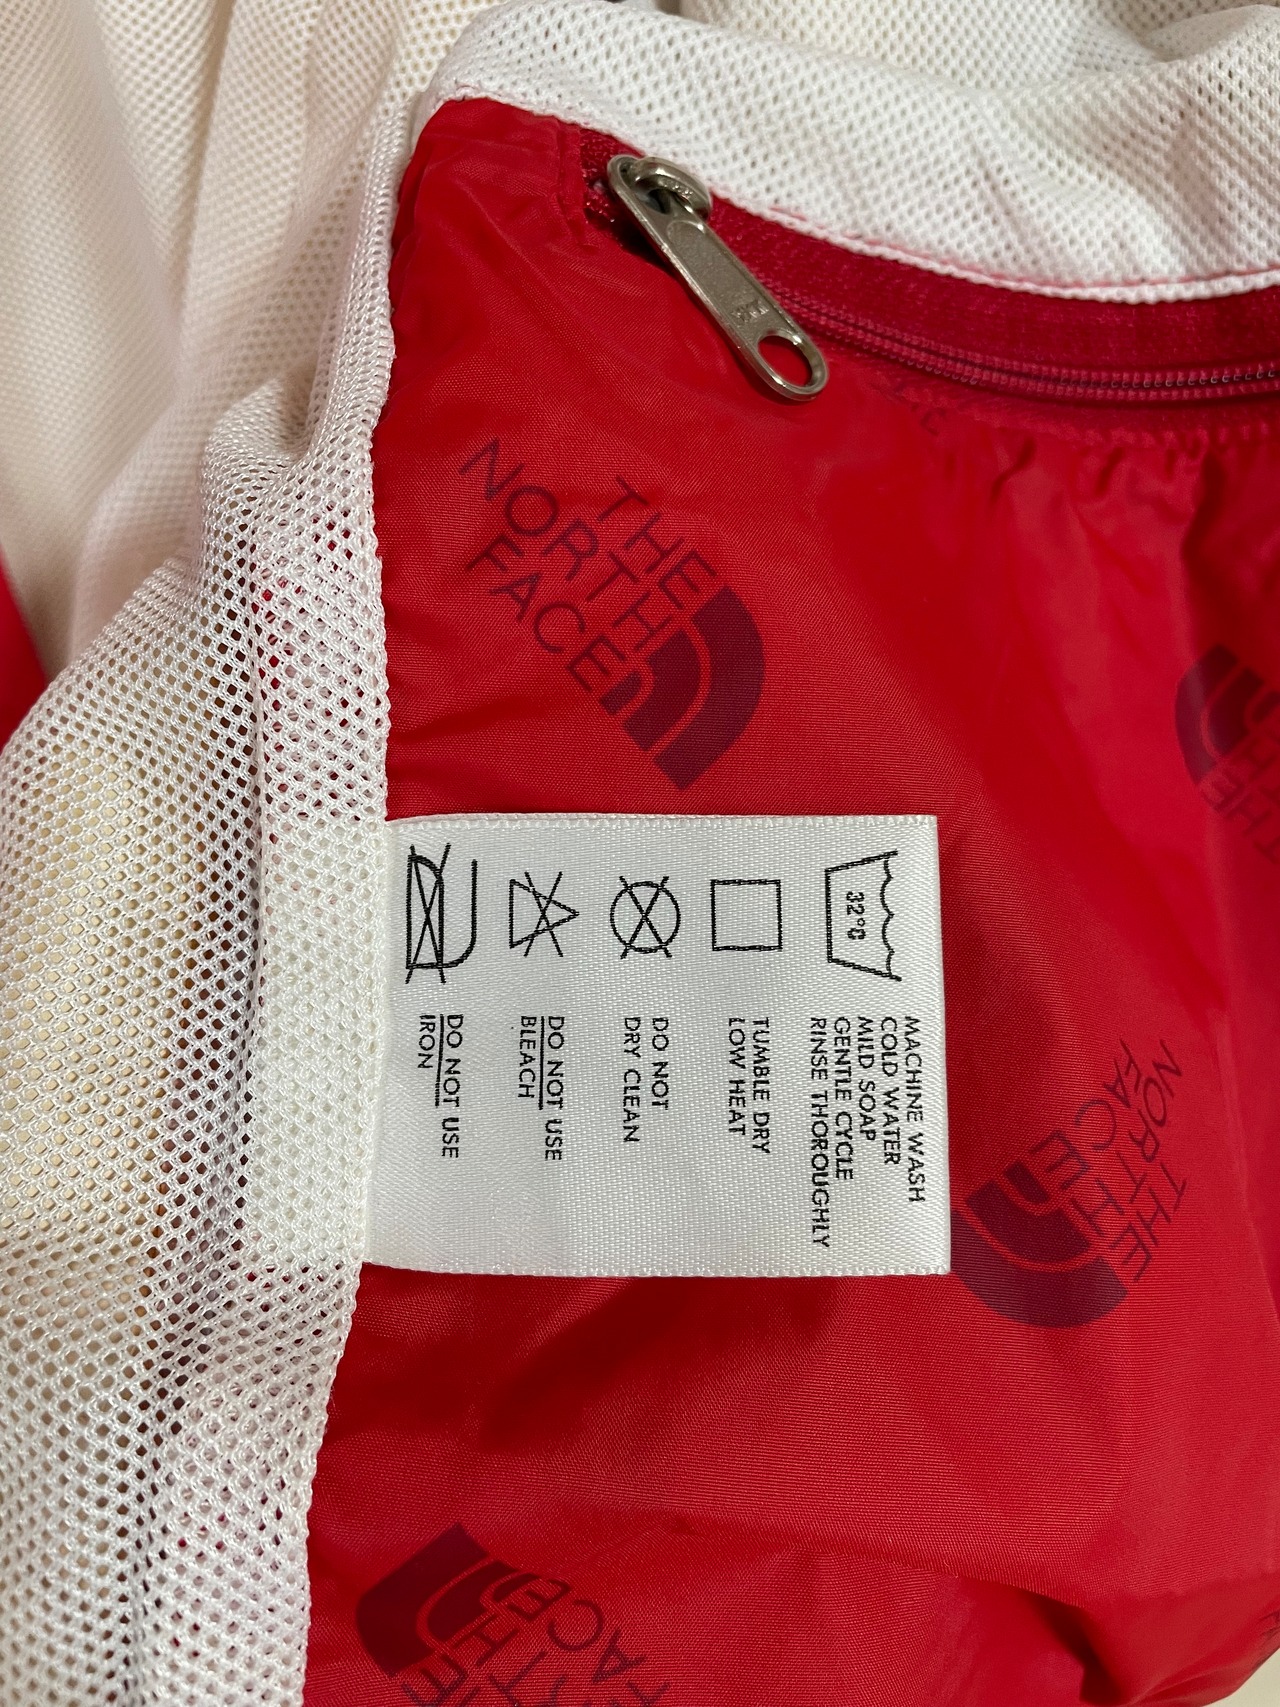 THE
NORTH
FACE
32°C
MACHINE WASH
COLD WATER
MILD SOAP
GENTLE CYCLE
RINSE THOROUGHLY
TUMBLE DRY
LOW HEAT
DO NOT
DRY CLEAN
DO NOT USE
BLEACH
DO NOT USE
IRON
THE
NORTH
FACE
THE